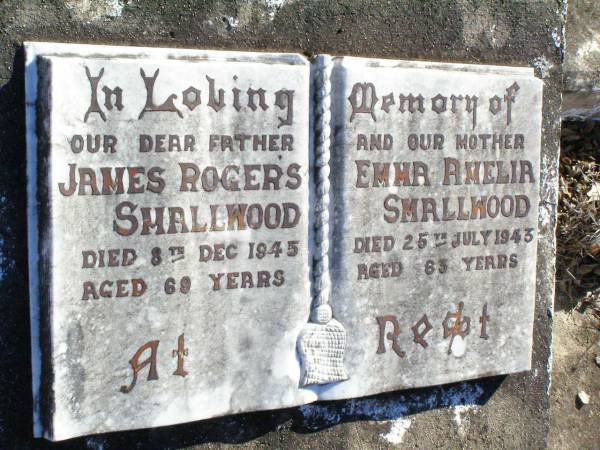 In Loving
OUR DEAR FATHER
JAMES ROGERS
SMALLWOOD
DIED 8TH DEC 1945
AGED 69 YEARS
At
Memory of
AND OUR MOTHER
EMMA AMELIA
SMALLWOOD
DIED 25TH JULY 1943
AGED 63 YEARS
Rest